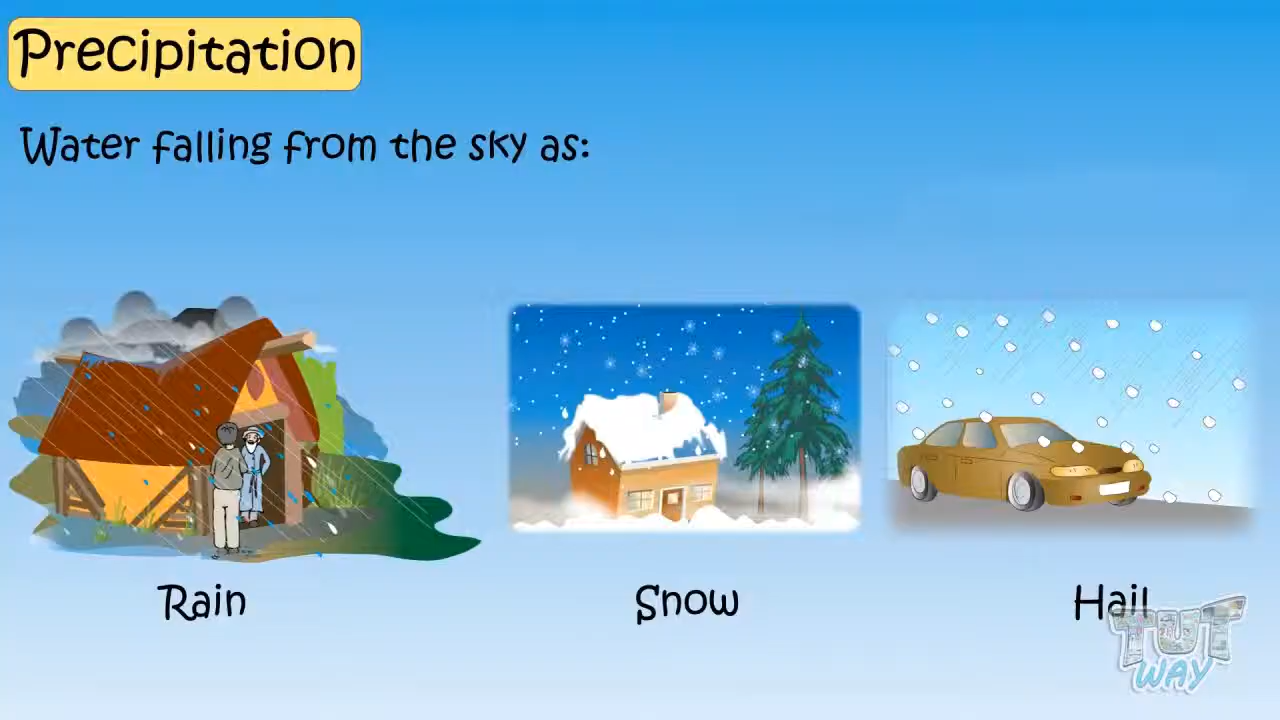 Precipitation
Water falling from the sky as:
Rain
Snow
Hail
TUT
WAY